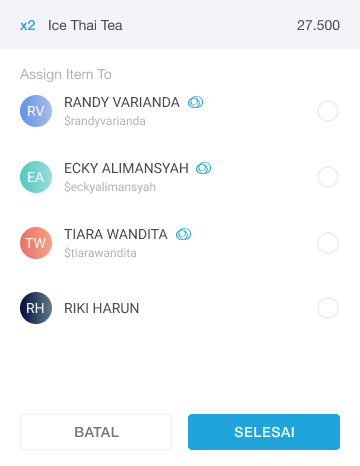 x2 Ice Thai Tea 27.500
Assign Item To
RV RANDY VARIANDA
$randyvarianda
EA ECKY ALIMANSYAH
$eckyalimansyah
TW TIARA WANDITA
$tiarawandita
RH RIKI HARUN
BATAL SELESAI